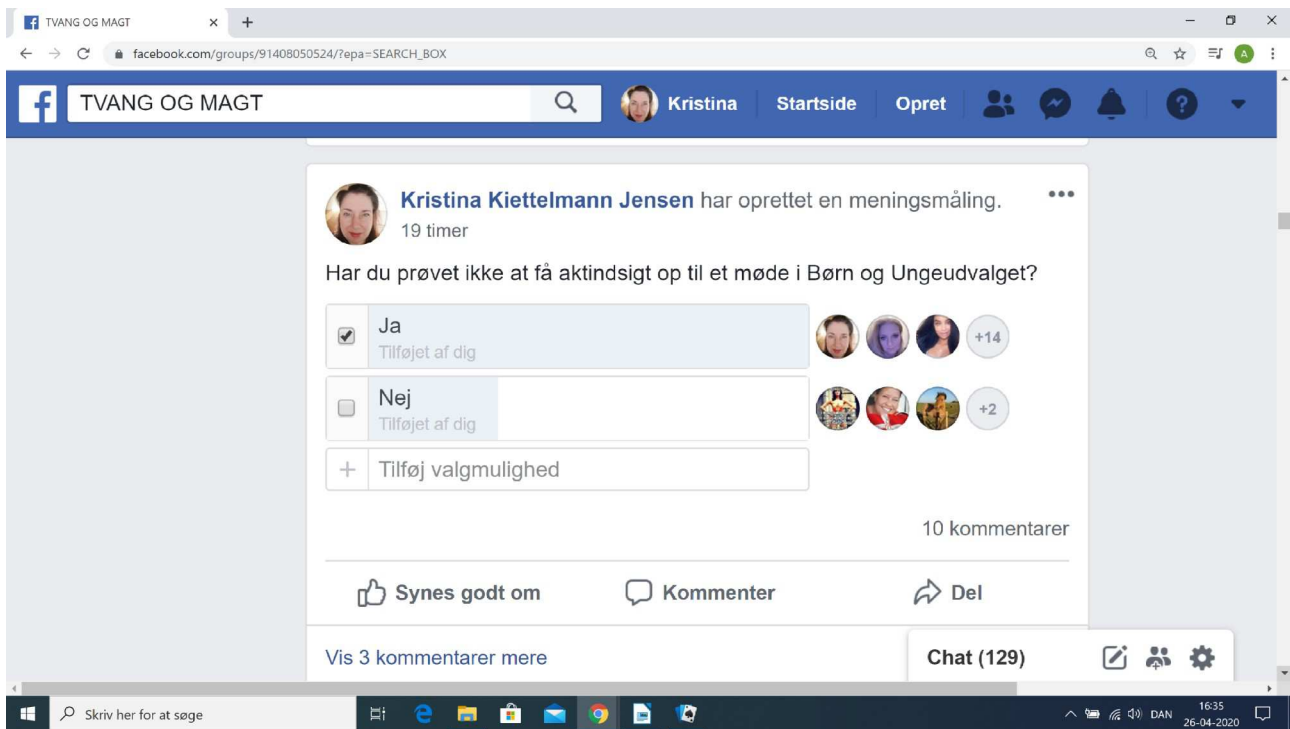 TVANG OG MAGT
facebook.com/groups/91408050524/?epa=SEARCH_BOX
A
TVANG OG MAGT
Kristina
Startside
Opret
Kristina Kiettelmann Jensen har oprettet en meningsmåling.
19 timer
Har du prøvet ikke at få aktindsigt op til et møde i Børn og Ungeudvalget?
Ja
Tilføjet af dig
+14
Nej
Tilføjet af dig
+2
Tilføj valgmulighed
10 kommentarer
Synes godt om
Kommenter
Del
Vis 3 kommentarer mere
Chat (129)
Skriv her for at søge
DAN
16:35
26-04-2020